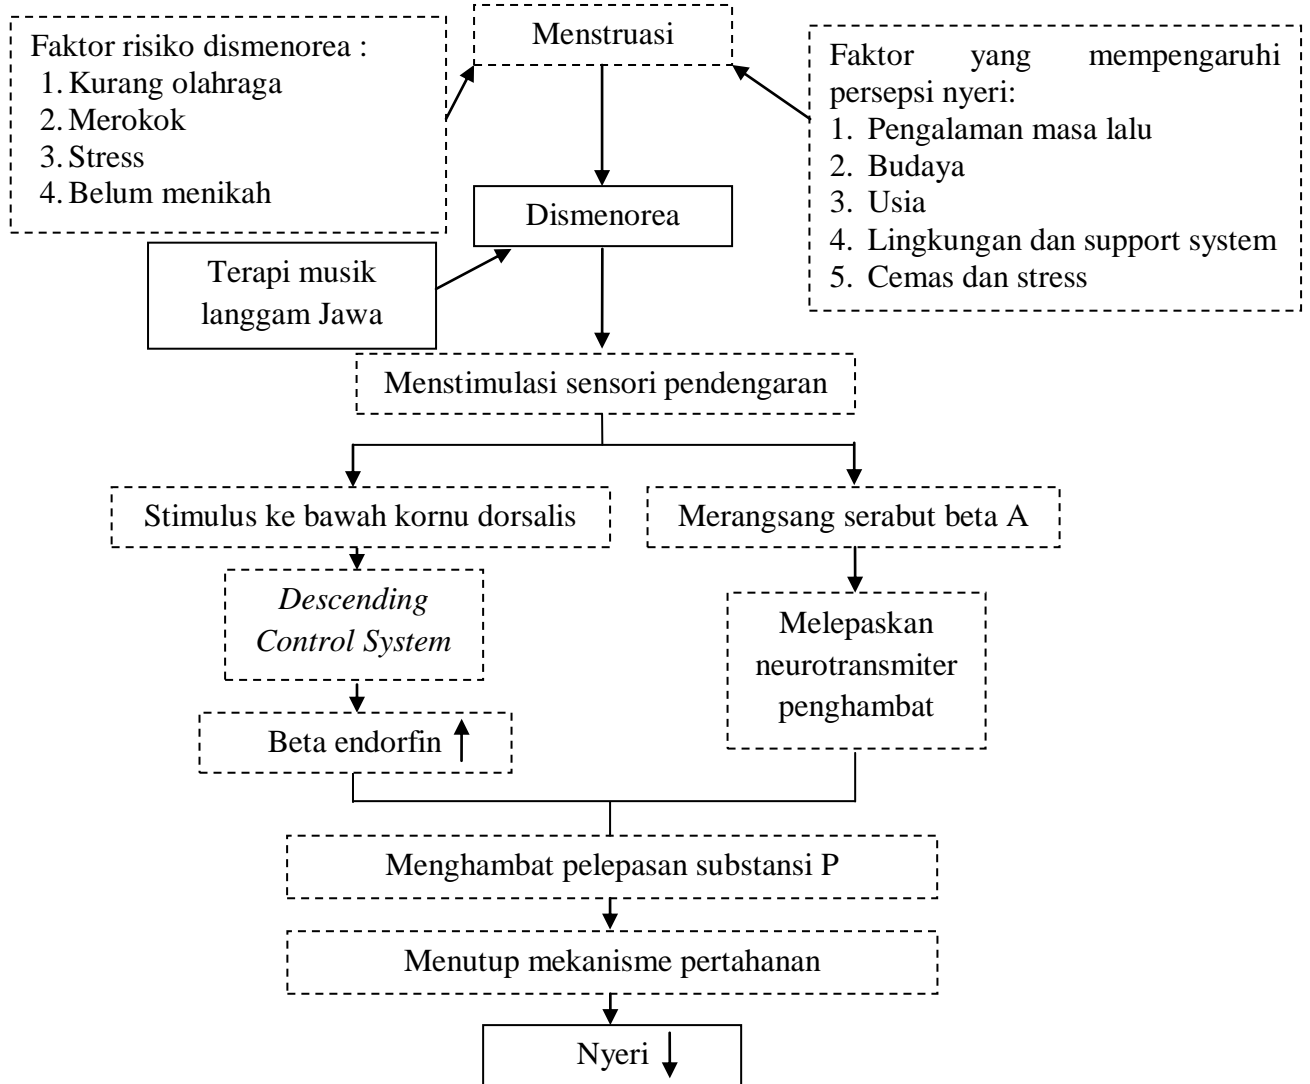 Menstruasi
Faktor risiko dismenorea :
1. Kurang olahraga
2. Merokok
3. Stress
4. Belum menikah
Faktor yang mempengaruhi
persepsi nyeri:
1. Pengalaman masa lalu
2. Budaya
3. Usia
4. Lingkungan dan support system
5. Cemas dan stress
Dismenorea
Terapi musik
langgam Jawa
Menstimulasi sensori pendengaran
Stimulus ke bawah kornu dorsalis
Merangsang serabut beta A
Descending
Control System
Melepaskan
neurotransmiter
penghambat
Beta endorfin
Menghambat pelepasan substansi P
Menutup mekanisme pertahanan
Nyeri